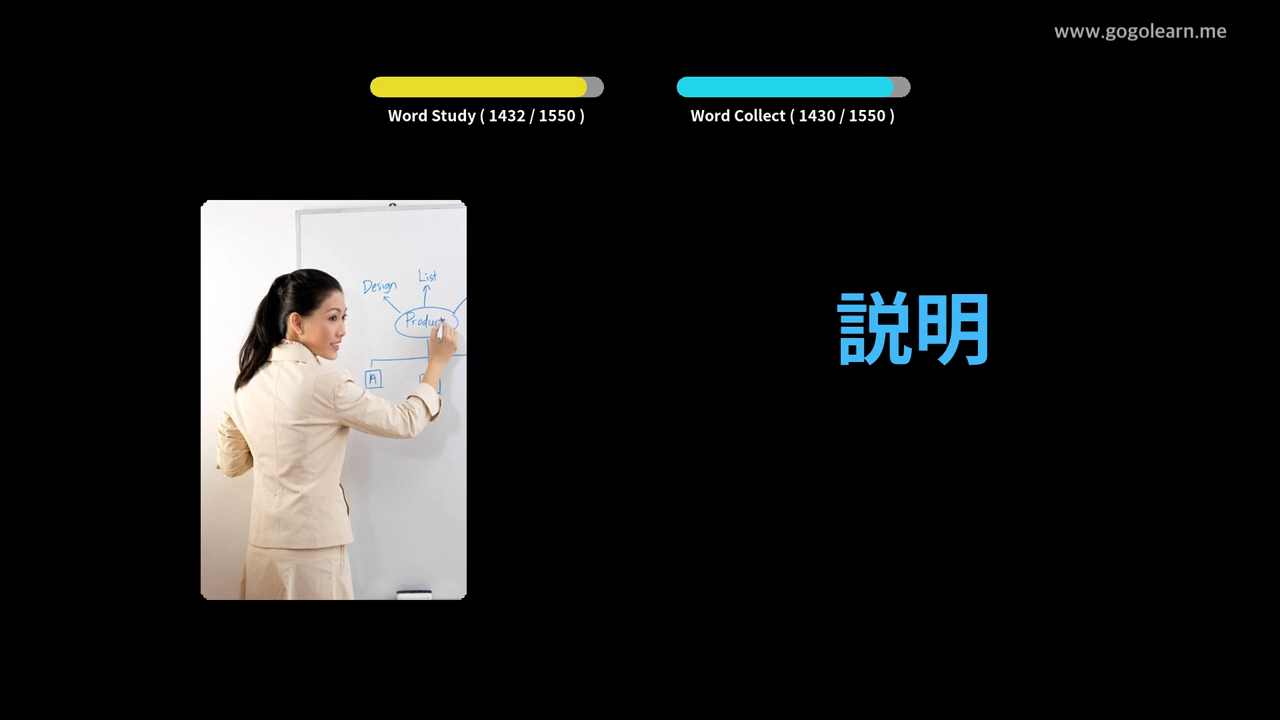 www.gogolearn.me
Word Study ( 1432 / 1550 )
Word Collect ( 1430 / 1550 )
Design
List
Product
A
説明